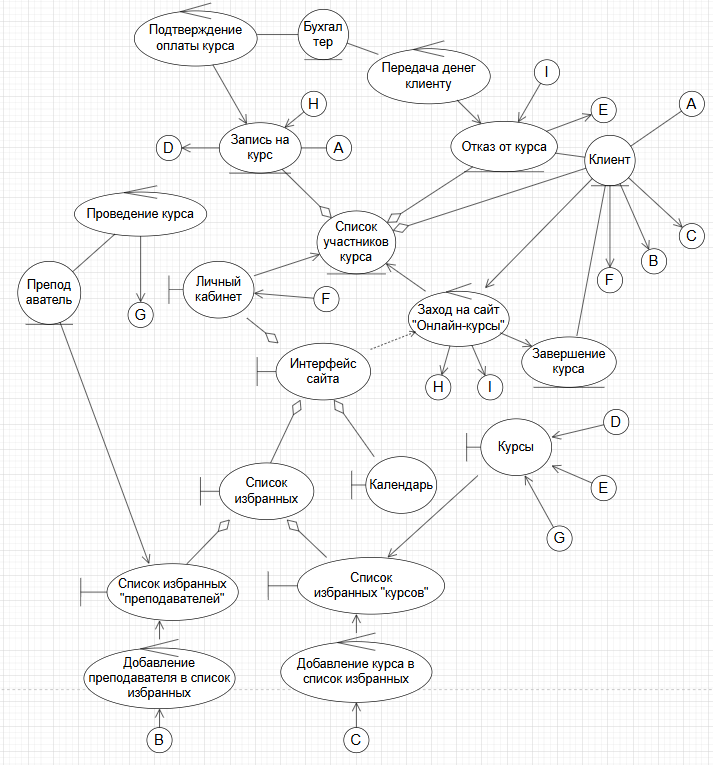 Подтверждение
оплаты курса
Бухгал
тер
Передача денег
клиенту
I
H
E
A
D
Запись на
курс
A
Отказ от курса
Клиент
Проведение курса
Список
участников
курса
C
B
F
Препод
аватель
Личный
кабинет
F
G
Заход на сайт
"Онлайн-курсы"
Завершение
курса
Интерфейс
сайта
H
I
D
Курсы
Список
избранных
Календарь
E
G
Список избранных
"преподавателей"
Список
избранных "курсов"
Добавление
преподавателя в список
избранных
Добавление курса в
список избранных
B
C